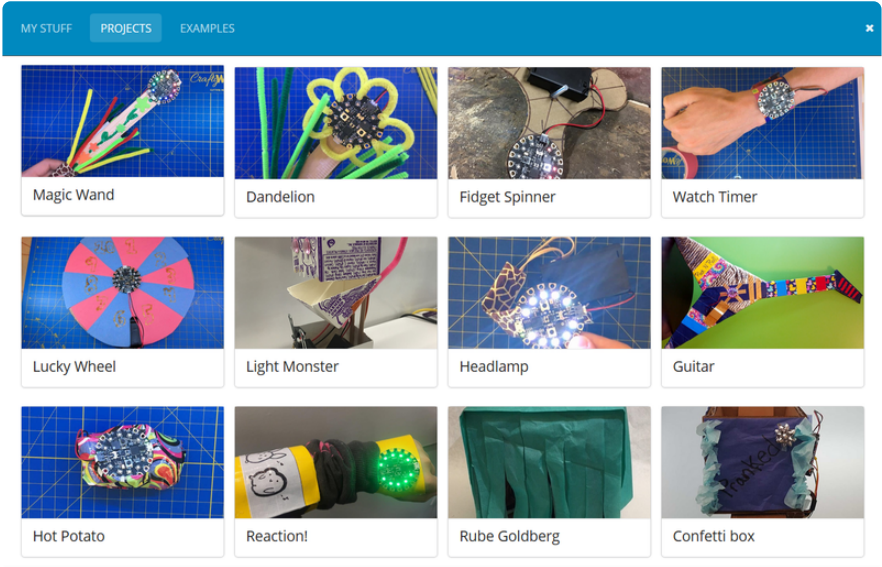 MY STUFF PROJECTS EXAMPLES ✖
Magic Wand Dandelion Fidget Spinner Watch Timer
Lucky Wheel Light Monster Headlamp Guitar
Pranked
Hot Potato Reaction! Rube Goldberg Confetti box